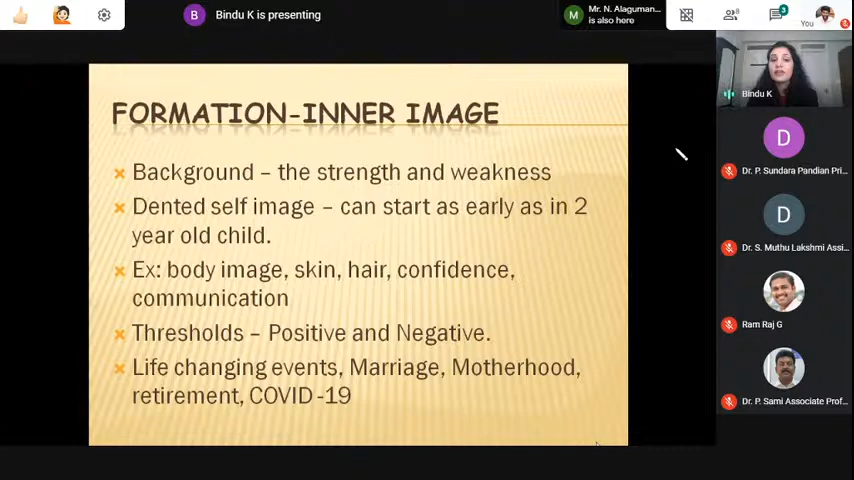 B Bindu K is presenting
M Mr. N. Alaguman...
is also here
8
3
You
FORMATION-INNER IMAGE
Background – the strength and weakness
Dented self image – can start as early as in 2
year old child.
Ex: body image, skin, hair, confidence,
communication
Thresholds – Positive and Negative.
Life changing events, Marriage, Motherhood,
retirement, COVID -19
Bindu K
D
Dr. P. Sundara Pandian Pri...
D
Dr. S. Muthu Lakshmi Assi...
Ram Raj G
Dr. P. Sami Associate Prof...